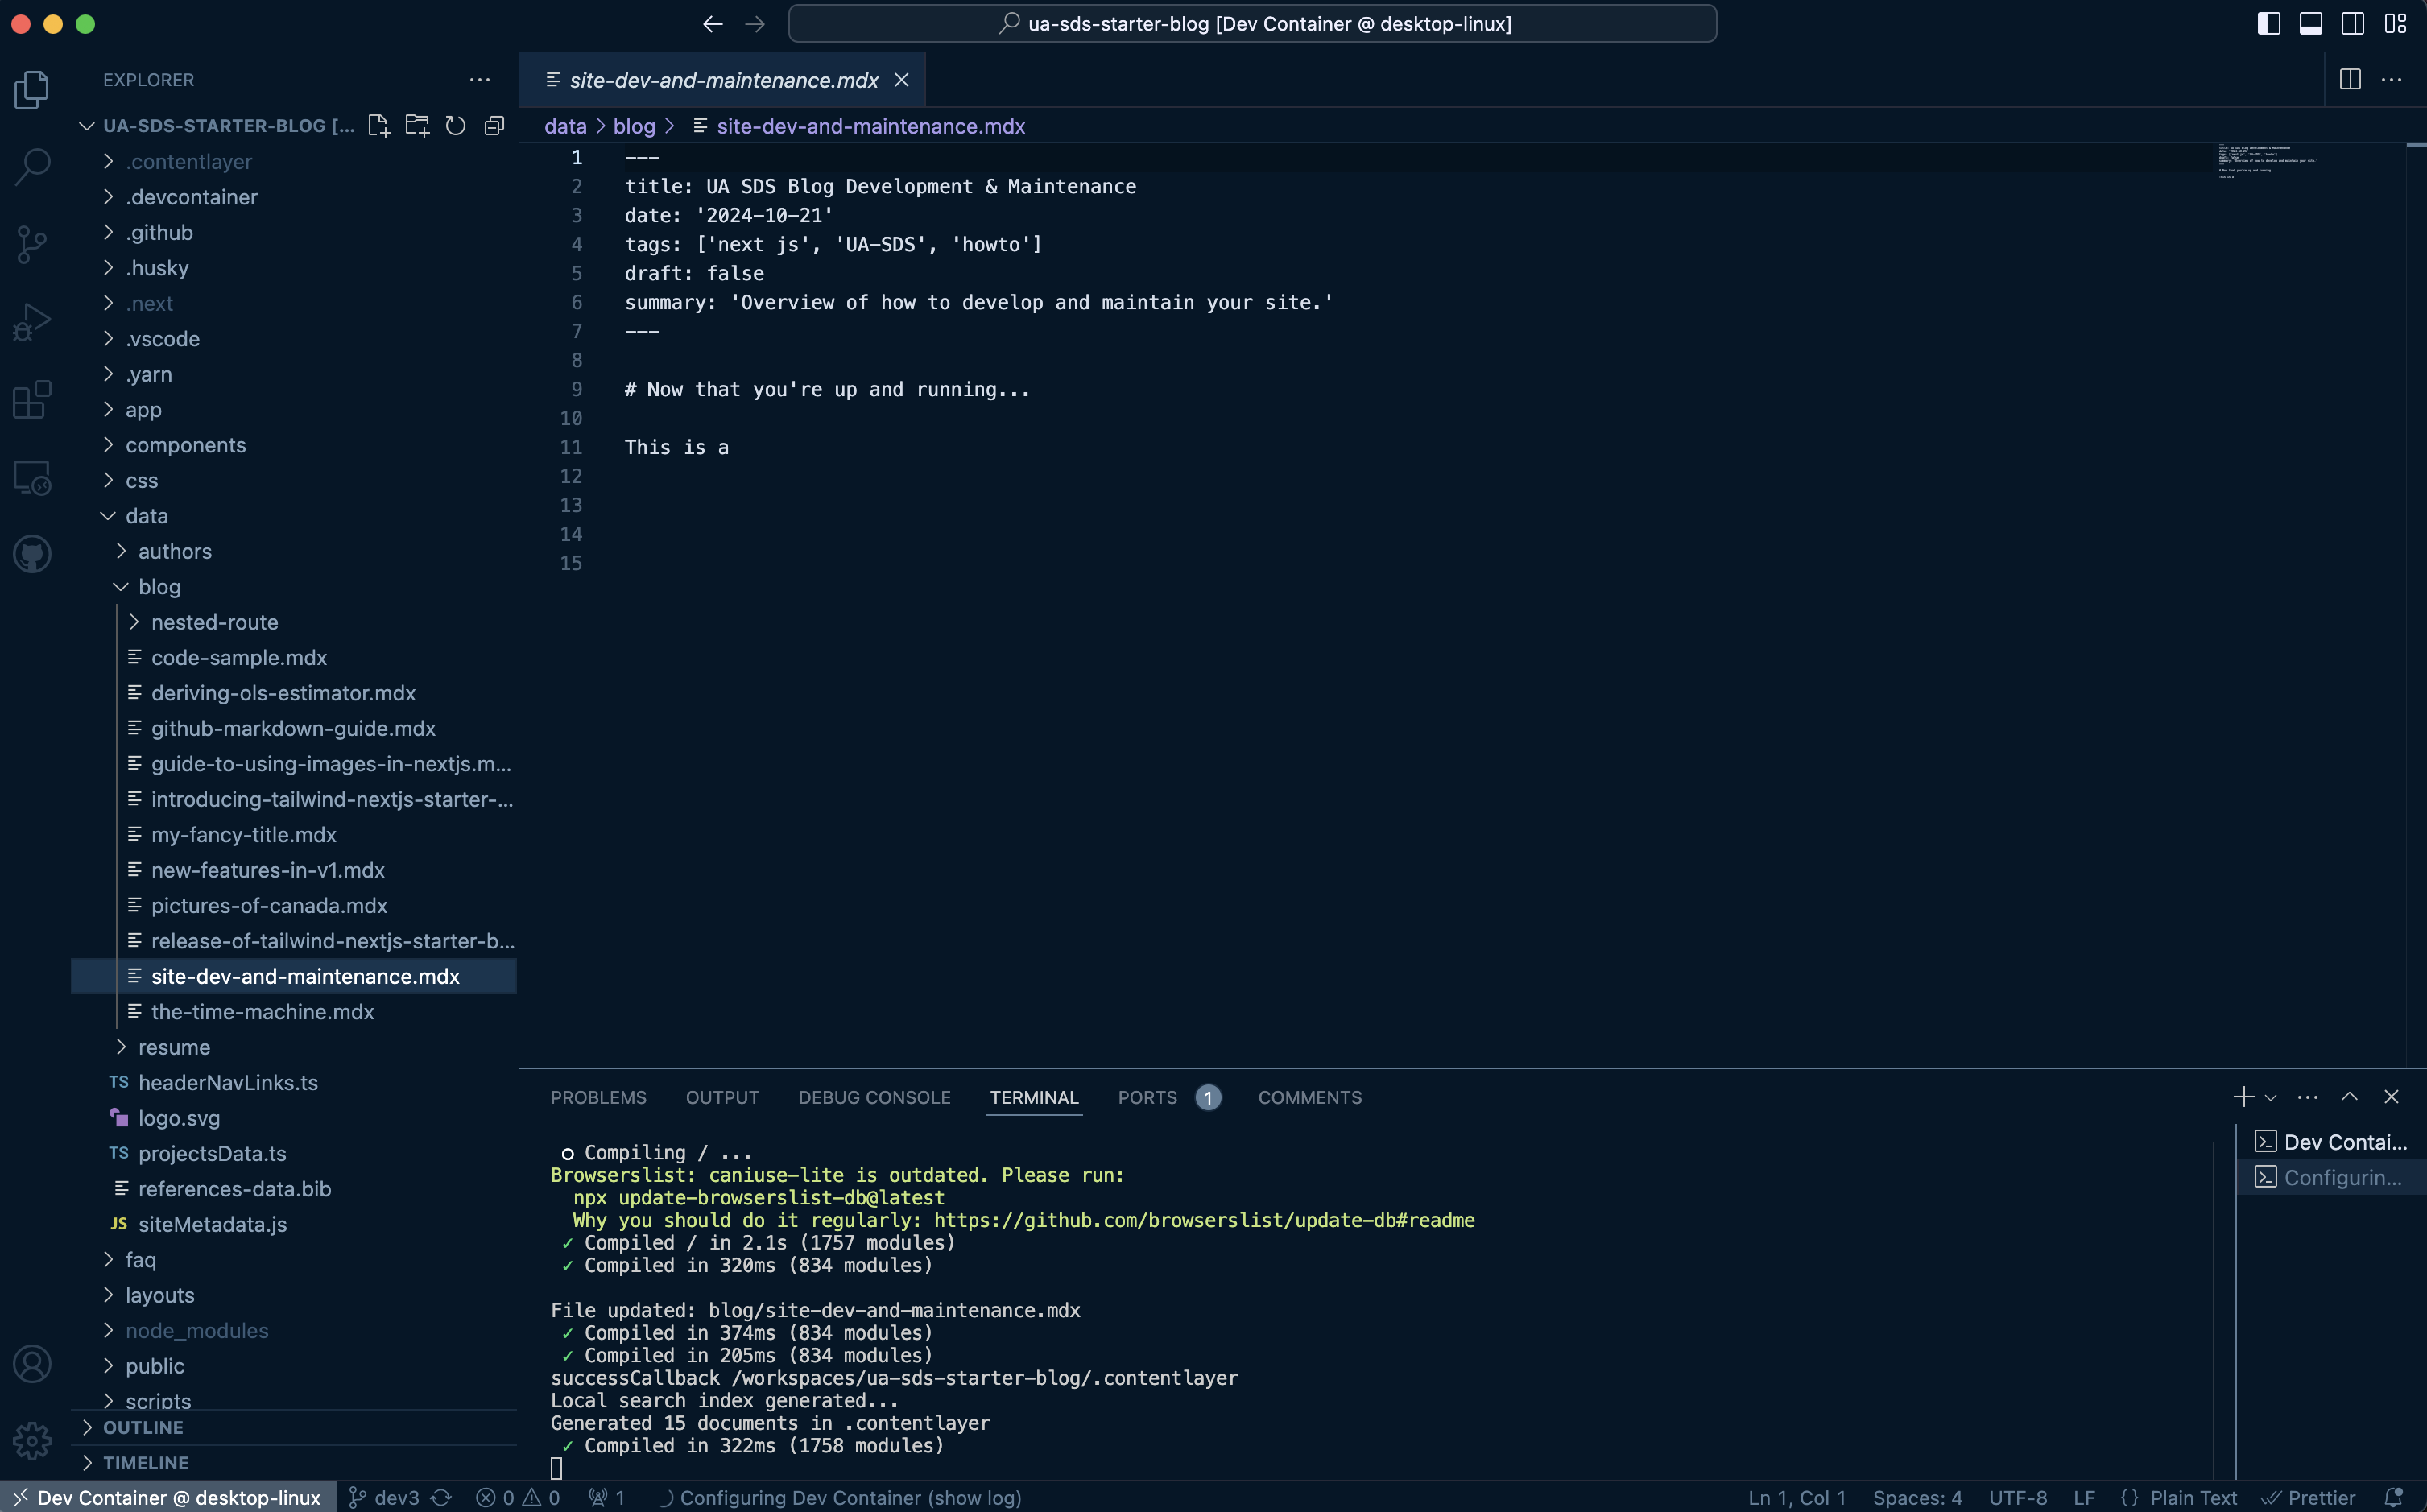 ua-sds-starter-blog [Dev Container @ desktop-linux]
EXPLORER
UA-SDS-STARTER-BLOG [...
.contentlayer
.devcontainer
.github
.husky
.next
.vscode
.yarn
app
components
css
data
authors
blog
nested-route
code-sample.mdx
deriving-ols-estimator.mdx
github-markdown-guide.mdx
guide-to-using-images-in-nextjs.m...
introducing-tailwind-nextjs-starter-...
my-fancy-title.mdx
new-features-in-v1.mdx
pictures-of-canada.mdx
release-of-tailwind-nextjs-starter-b...
site-dev-and-maintenance.mdx
the-time-machine.mdx
resume
TS headerNavLinks.ts
logo.svg
TS projectsData.ts
references-data.bib
JS siteMetadata.js
faq
layouts
node_modules
public
scripts
OUTLINE
TIMELINE
site-dev-and-maintenance.mdx
data > blog > site-dev-and-maintenance.mdx
1 ---
2 title: UA SDS Blog Development & Maintenance
3 date: '2024-10-21'
4 tags: ['next js', 'UA-SDS', 'howto']
5 draft: false
6 summary: 'Overview of how to develop and maintain your site.'
7 ---
8
9 # Now that you're up and running...
10
11 This is a
12
13
14
15
PROBLEMS OUTPUT DEBUG CONSOLE TERMINAL PORTS 1 COMMENTS
○ Compiling / ...
Browserslist: caniuse-lite is outdated. Please run:
npx update-browserslist-db@latest
Why you should do it regularly: https://github.com/browserslist/update-db#readme
✓ Compiled / in 2.1s (1757 modules)
✓ Compiled in 320ms (834 modules)
File updated: blog/site-dev-and-maintenance.mdx
✓ Compiled in 374ms (834 modules)
✓ Compiled in 205ms (834 modules)
successCallback /workspaces/ua-sds-starter-blog/.contentlayer
Local search index generated...
Generated 15 documents in .contentlayer
✓ Compiled in 322ms (1758 modules)
Dev Contai...
Configurin...
Dev Container @ desktop-linux dev3 0 0 1 Configuring Dev Container (show log) Ln 1, Col 1 Spaces: 4 UTF-8 LF {} Plain Text Prettier